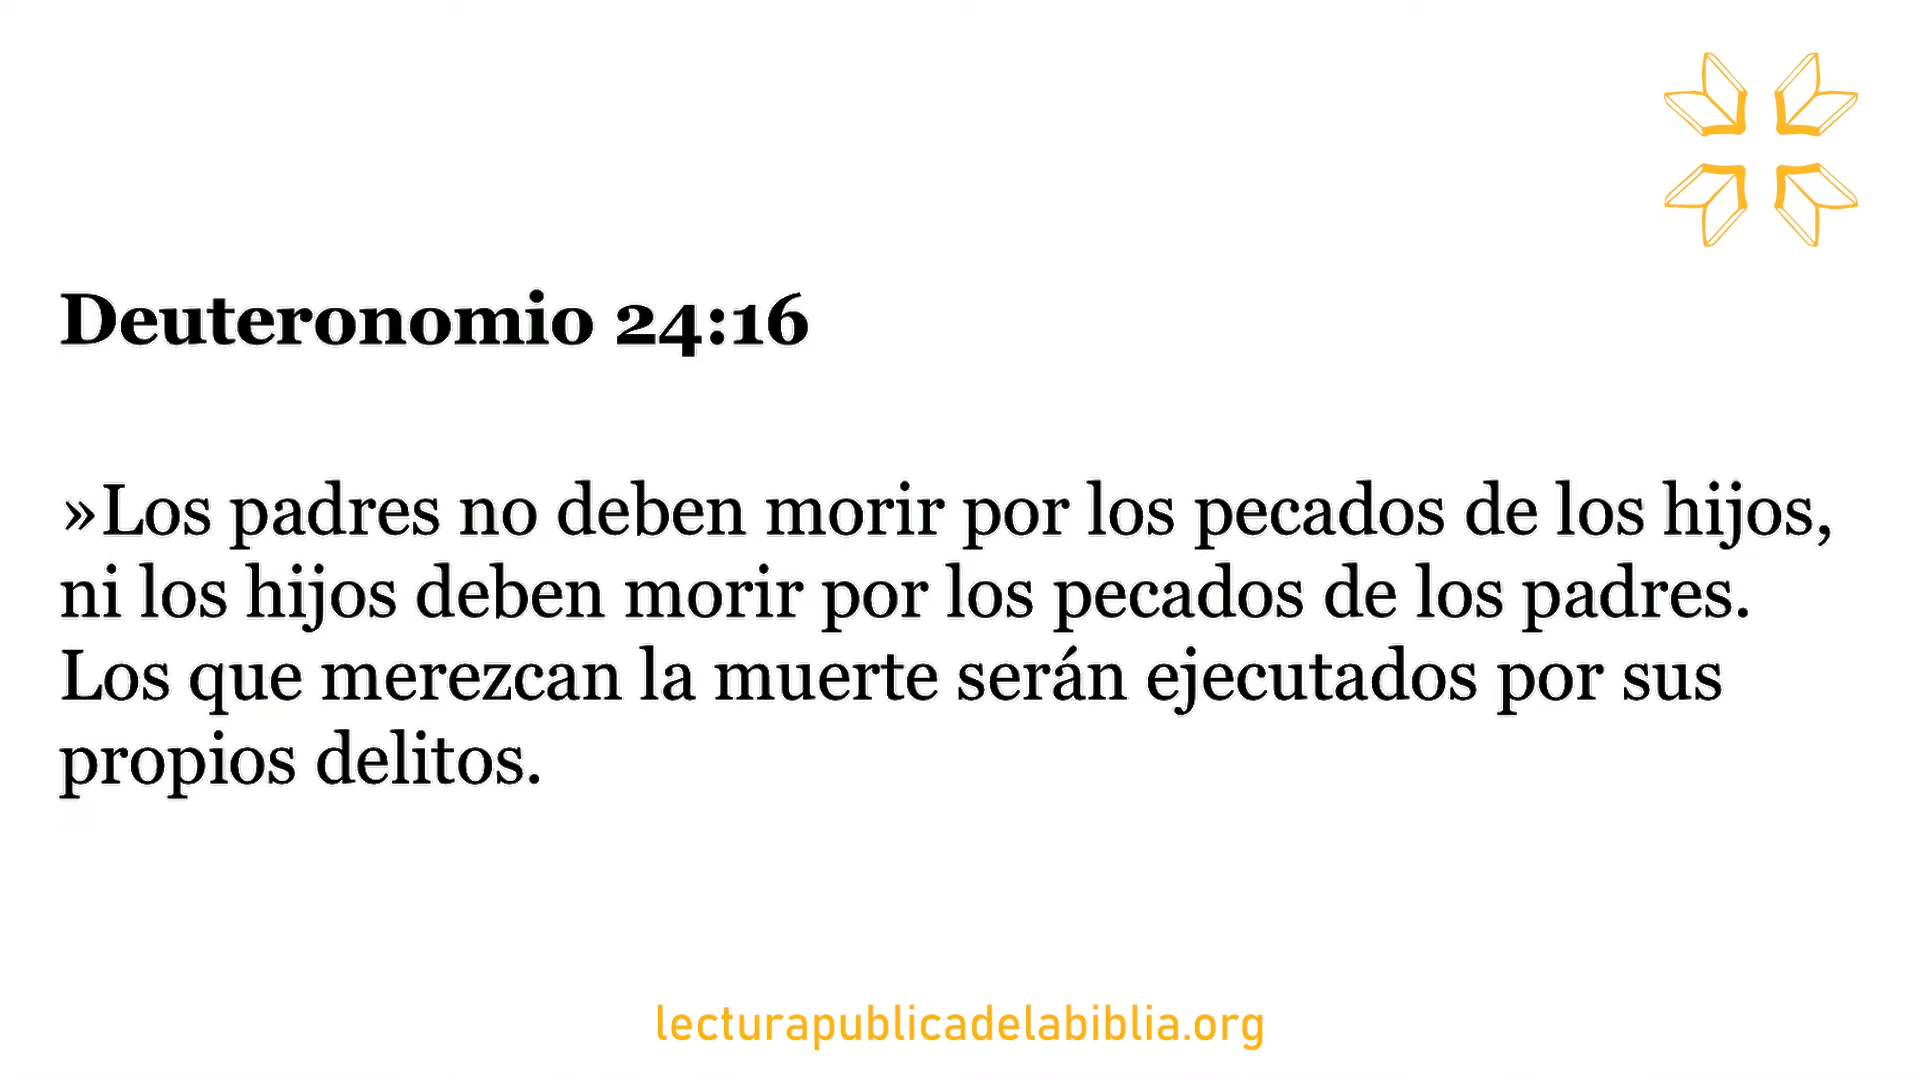 Deuteronomio 24:16
»Los padres no deben morir por los pecados de los hijos,
ni los hijos deben morir por los pecados de los padres.
Los que merezcan la muerte serán ejecutados por sus
propios delitos.
lecturapublicadelabiblia.org